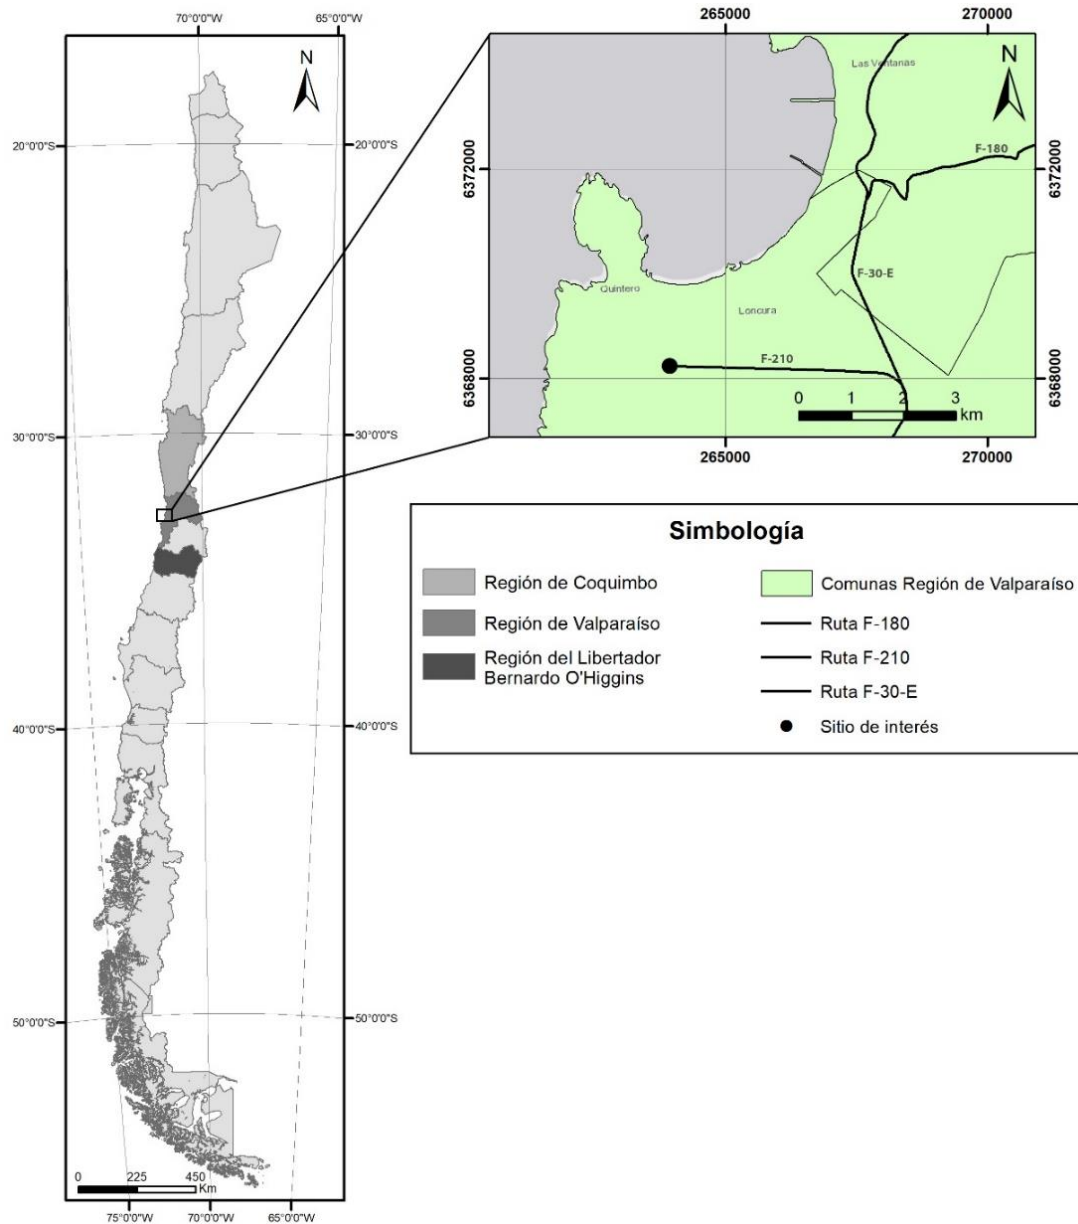 70°0'0"W
65°0'0"W
N
20°0'0"S
20°0'0"S
30°0'0"S
30°0'0"S
40°0'0"S
40°0'0"S
50°0'0"S
50°0'0"S
0 225 450
Km
75°0'0"W
70°0'0"W
65°0'0"W
265000
270000
Las Ventanas
N
F-180
6372000
6372000
F-30-E
Quintero
Loncura
F-210
6368000
6368000
0 1 2 3
km
265000
270000
Simbología
Región de Coquimbo
Región de Valparaíso
Región del Libertador
Bernardo O'Higgins
Comunas Región de Valparaíso
Ruta F-180
Ruta F-210
Ruta F-30-E
Sitio de interés